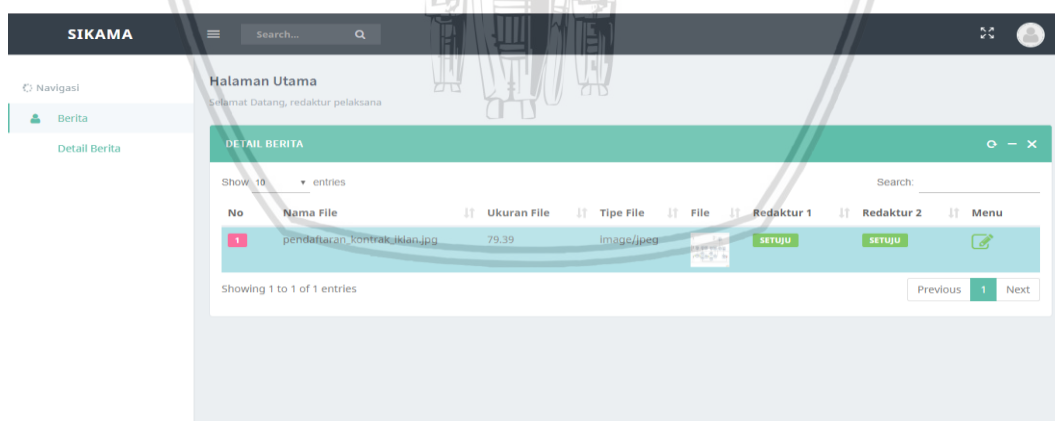 SIKAMA Search...
Navigasi
Berita
Detail Berita
Halaman Utama
Selamat Datang, redaktur pelaksana
DETAIL BERITA
Show 10 entries Search:
No Nama File Ukuran File Tipe File File Redaktur 1 Redaktur 2 Menu
1 pendaftaran_kontrak_iklan.jpg 79.39 image/jpeg SETUJU SETUJU
Showing 1 to 1 of 1 entries Previous 1 Next